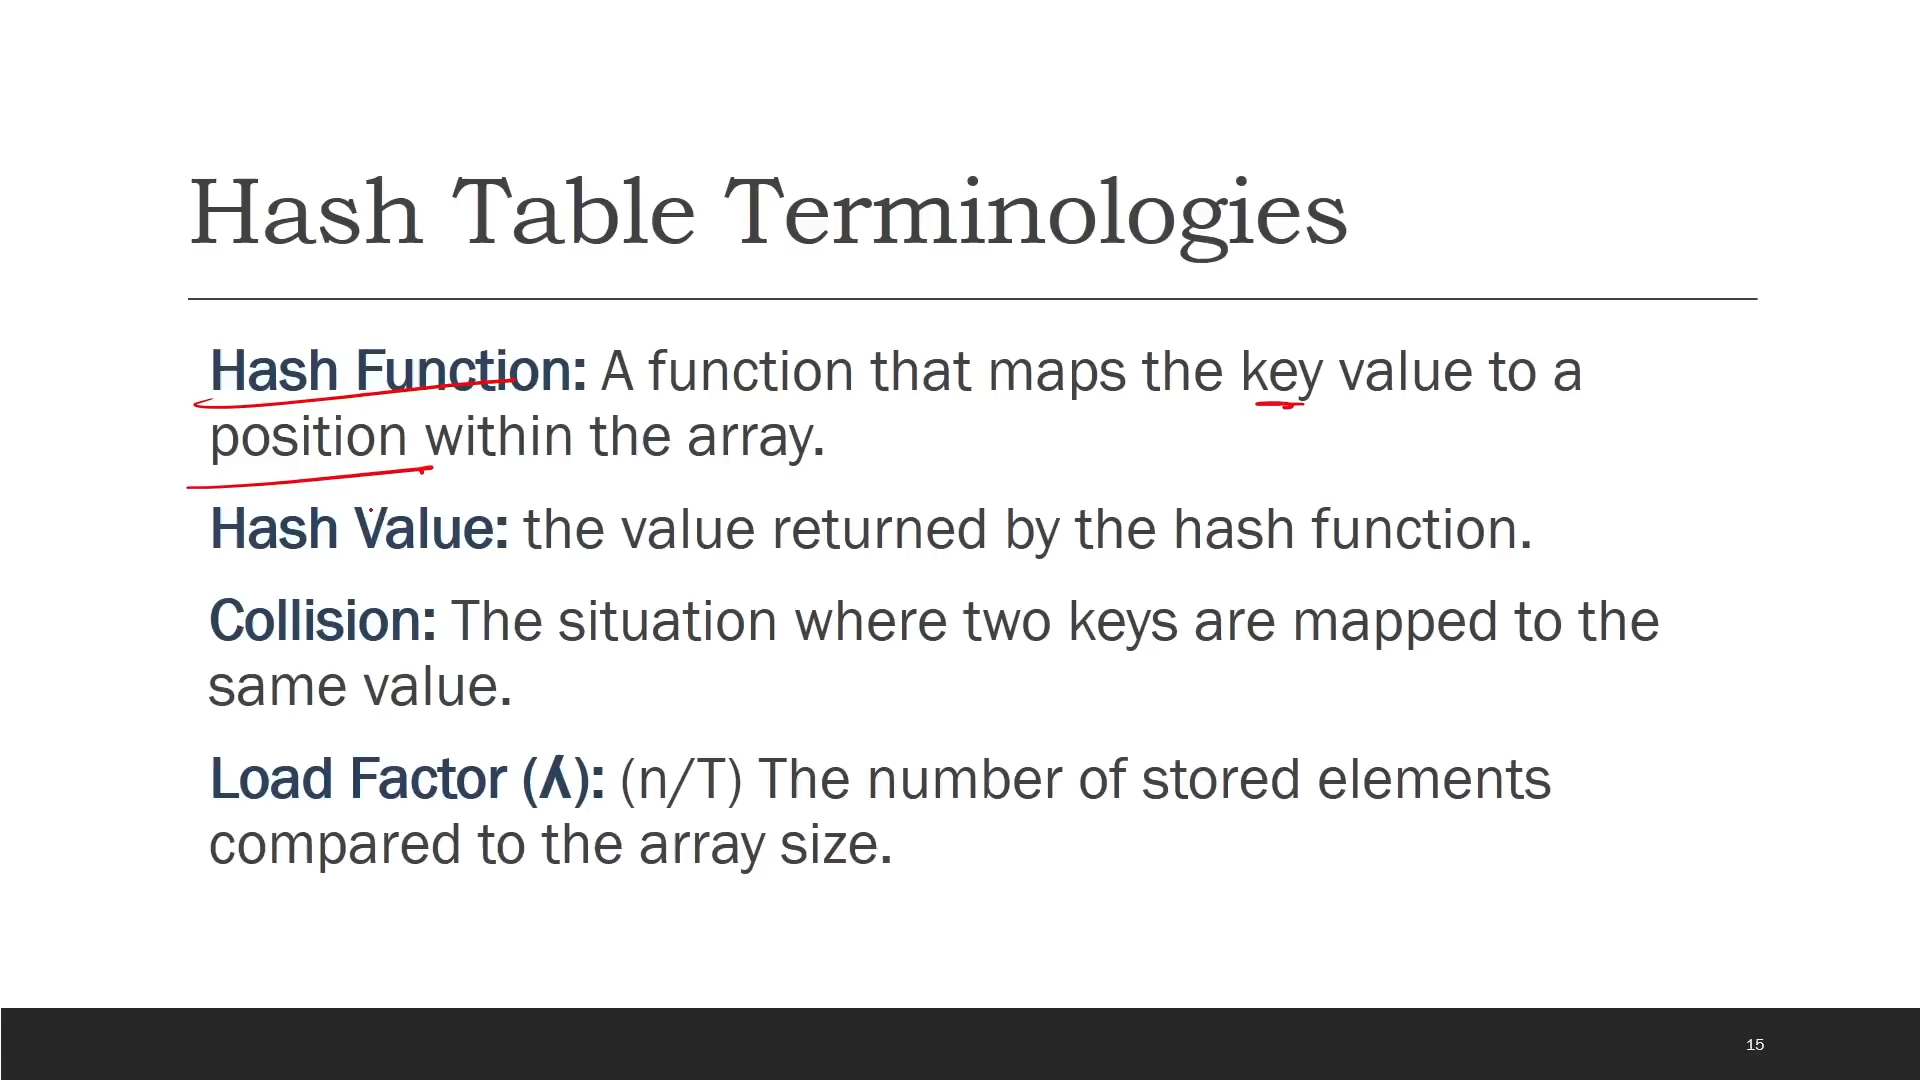 Hash Table Terminologies
Hash Function: A function that maps the key value to a
position within the array.
Hash Value: the value returned by the hash function.
Collision: The situation where two keys are mapped to the
same value.
Load Factor (ʎ): (n/T) The number of stored elements
compared to the array size.
15